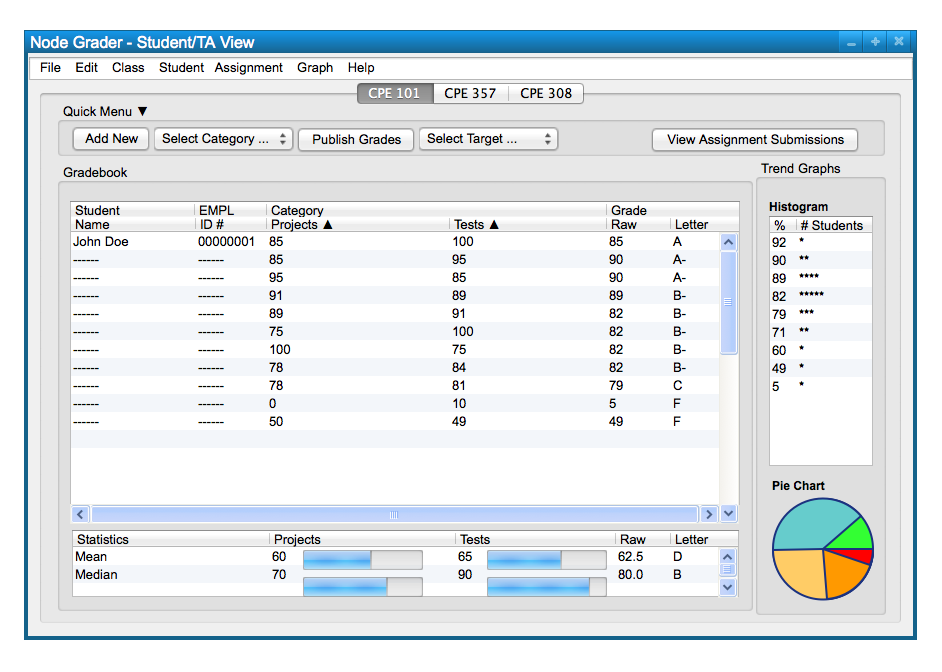 Node Grader - Student/TA View
File Edit Class Student Assignment Graph Help
CPE 101 CPE 357 CPE 308
Quick Menu ▼
Add New Select Category ... Publish Grades Select Target ... View Assignment Submissions
Gradebook
Student EMPL Category Grade
Name ID # Projects ▲ Tests ▲ Raw Letter
John Doe 00000001 85 100 85 A
------ ------ 85 95 90 A-
------ ------ 95 85 90 A-
------ ------ 91 89 89 B-
------ ------ 89 91 82 B-
------ ------ 75 100 82 B-
------ ------ 100 75 82 B-
------ ------ 78 84 82 B-
------ ------ 78 81 79 C
------ ------ 0 10 5 F
------ ------ 50 49 49 F
Statistics Projects Tests Raw Letter
Mean 60 65 62.5 D
Median 70 90 80.0 B
Trend Graphs
Histogram
% # Students
92 *
90 **
89 ****
82 *****
79 ***
71 **
60 *
49 *
5 *
Pie Chart